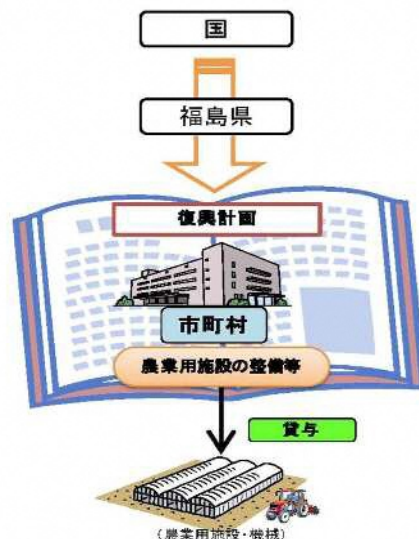 国
福島県
復興計画
市町村
農業用施設の整備等
貸与
(農業用施設・機械)